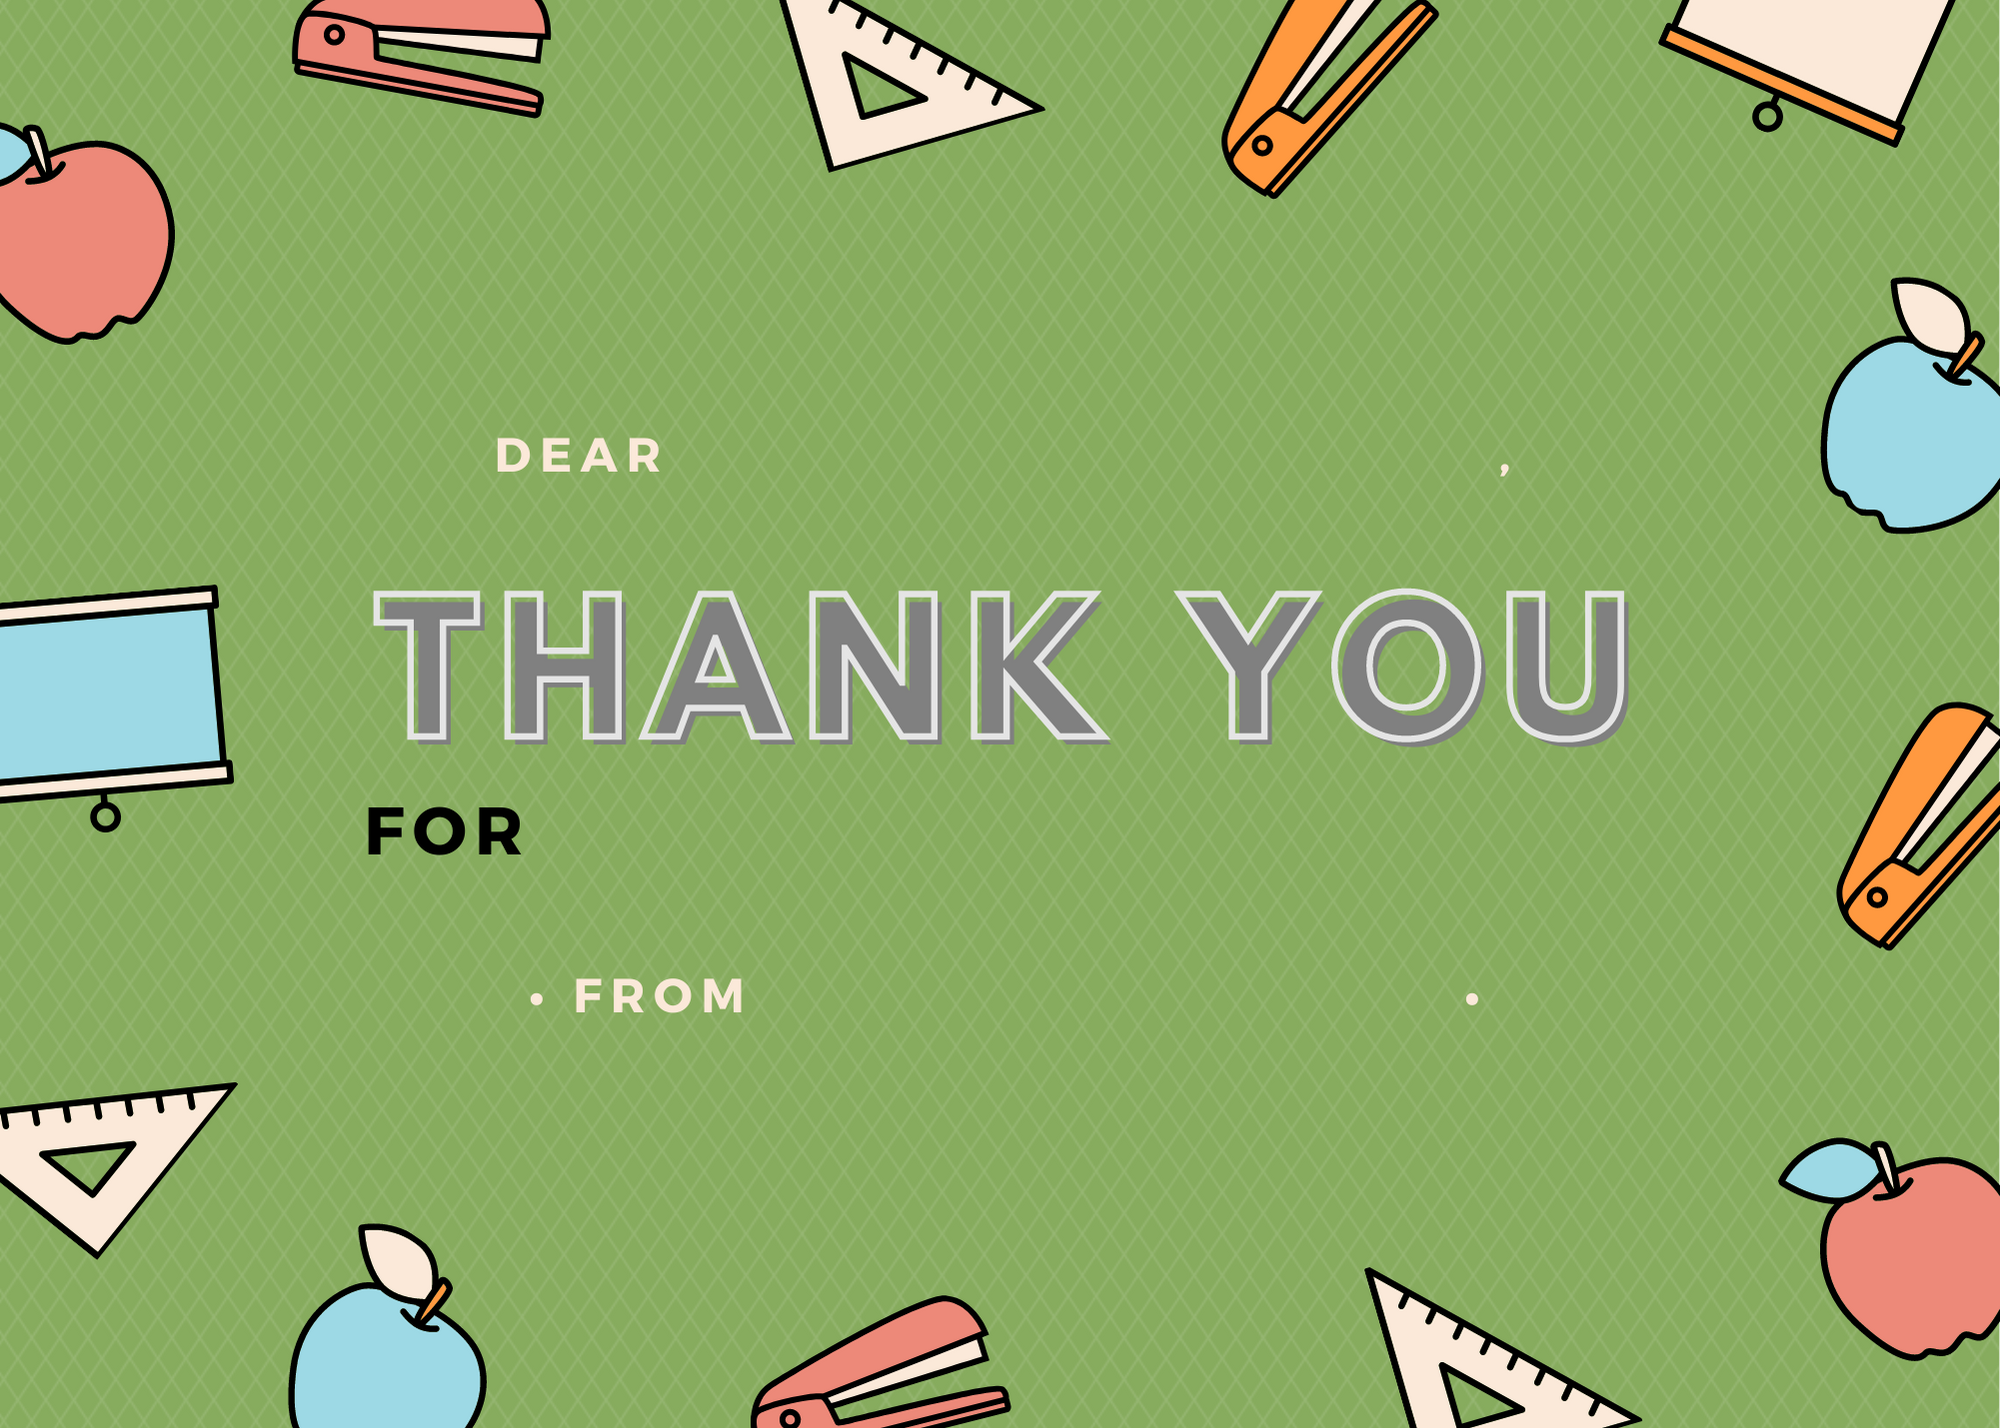 DEAR ,
THANK YOU
FOR
• FROM •